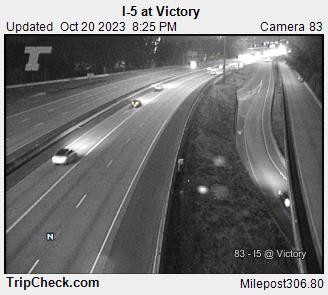 I-5 at Victory
Updated  Oct 20 2023  8:25 PM
Camera 83
T
N
83 - I5 @ Victory
TripCheck.com
Milepost306.80